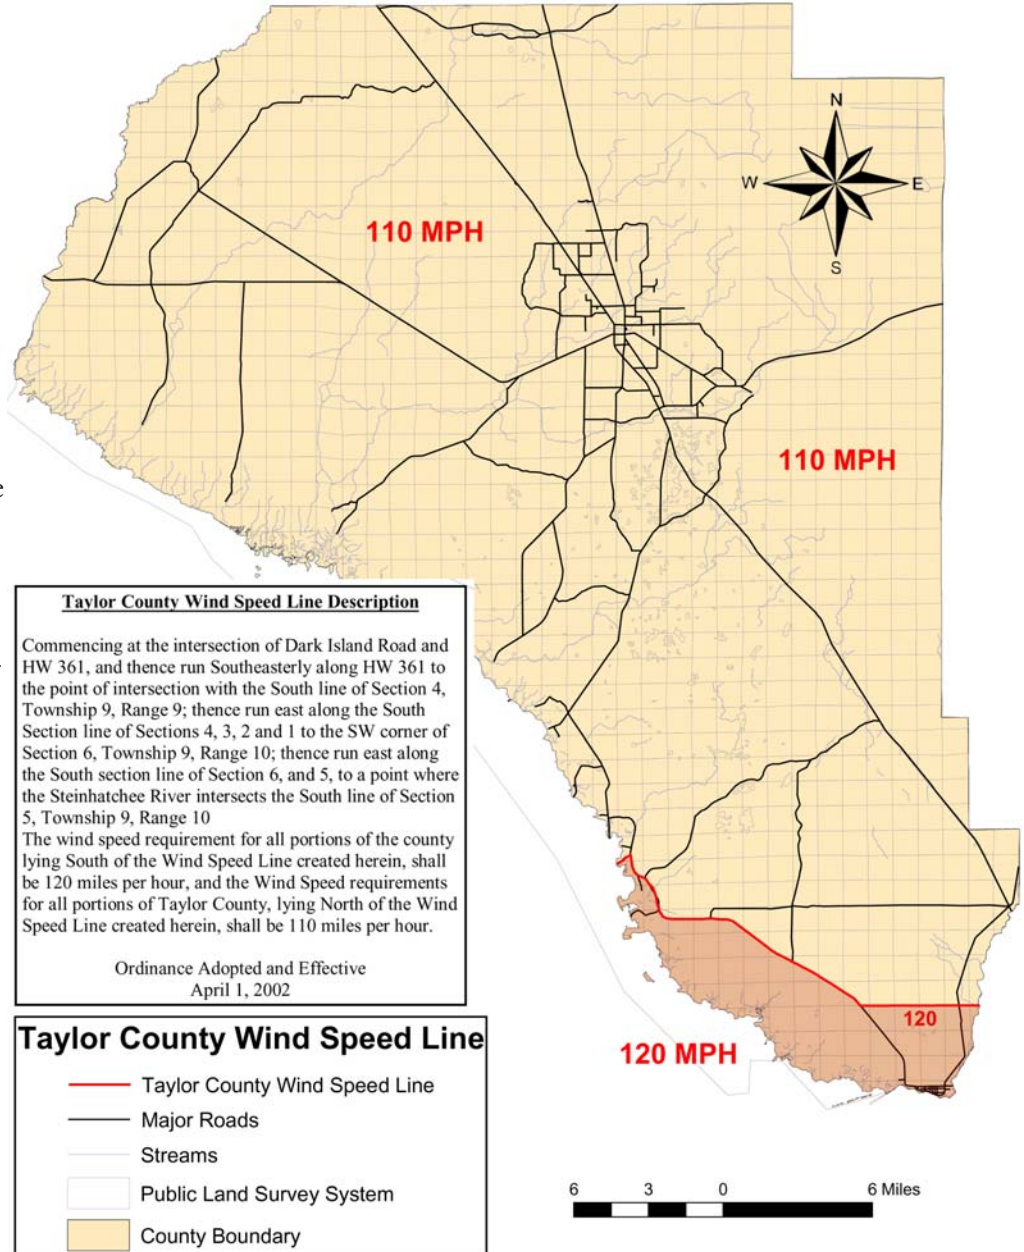 N
W
E
S
110 MPH
110 MPH
e
Taylor County Wind Speed Line Description
Commencing at the intersection of Dark Island Road and
HW 361, and thence run Southeasterly along HW 361 to
the point of intersection with the South line of Section 4,
Township 9, Range 9; thence run east along the South
Section line of Sections 4, 3, 2 and 1 to the SW corner of
Section 6, Township 9, Range 10; thence run east along
the South section line of Section 6, and 5, to a point where
the Steinhatchee River intersects the South line of Section
5, Township 9, Range 10
The wind speed requirement for all portions of the county
lying South of the Wind Speed Line created herein, shall
be 120 miles per hour, and the Wind Speed requirements
for all portions of Taylor County, lying North of the Wind
Speed Line created herein, shall be 110 miles per hour.
Ordinance Adopted and Effective
April 1, 2002
120
120 MPH
Taylor County Wind Speed Line
Taylor County Wind Speed Line
Major Roads
Streams
Public Land Survey System
County Boundary
6 3 0 6 Miles